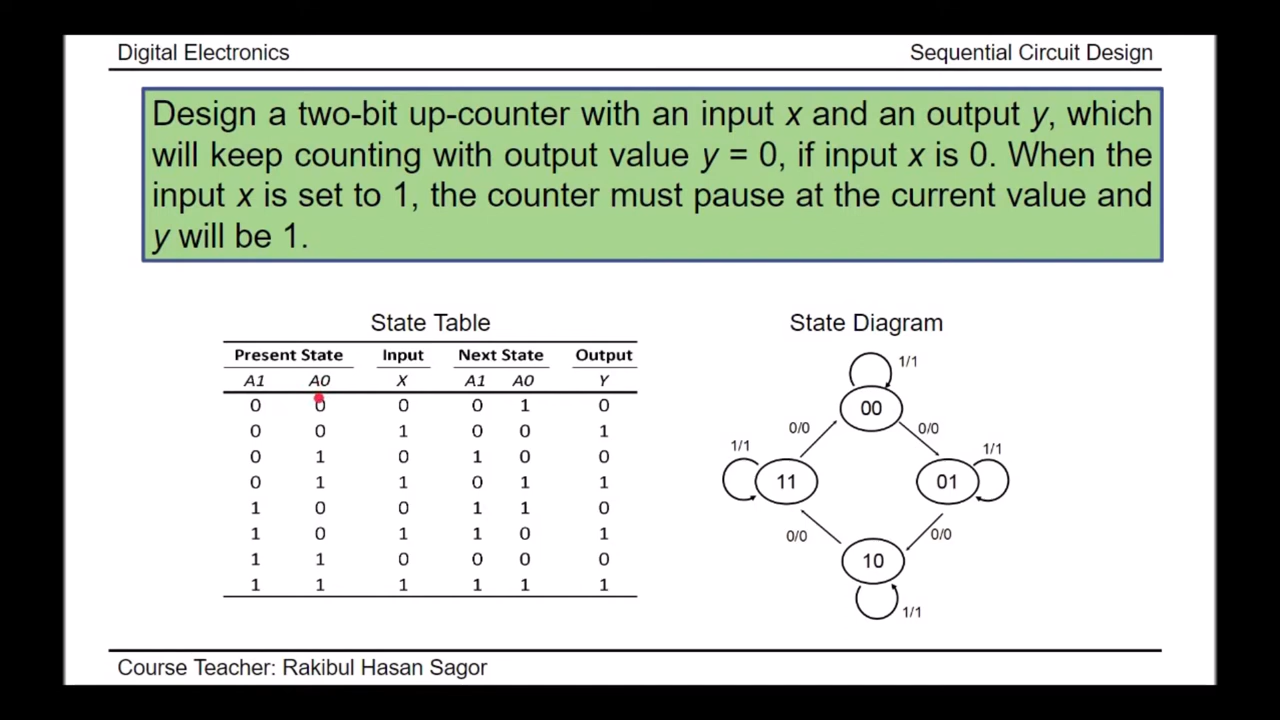 Digital Electronics
Sequential Circuit Design
Design a two-bit up-counter with an input x and an output y, which
will keep counting with output value y = 0, if input x is 0. When the
input x is set to 1, the counter must pause at the current value and
y will be 1.
State Table
Present State Input Next State Output
A1 A0 X A1 A0 Y
0 0 0 0 1 0
0 0 1 0 0 1
0 1 0 1 0 0
0 1 1 0 1 1
1 0 0 1 1 0
1 0 1 1 0 1
1 1 0 0 0 0
1 1 1 1 1 1
State Diagram
1/1
00
0/0 0/0
1/1 1/1
11 01
0/0 0/0
10
1/1
Course Teacher: Rakibul Hasan Sagor